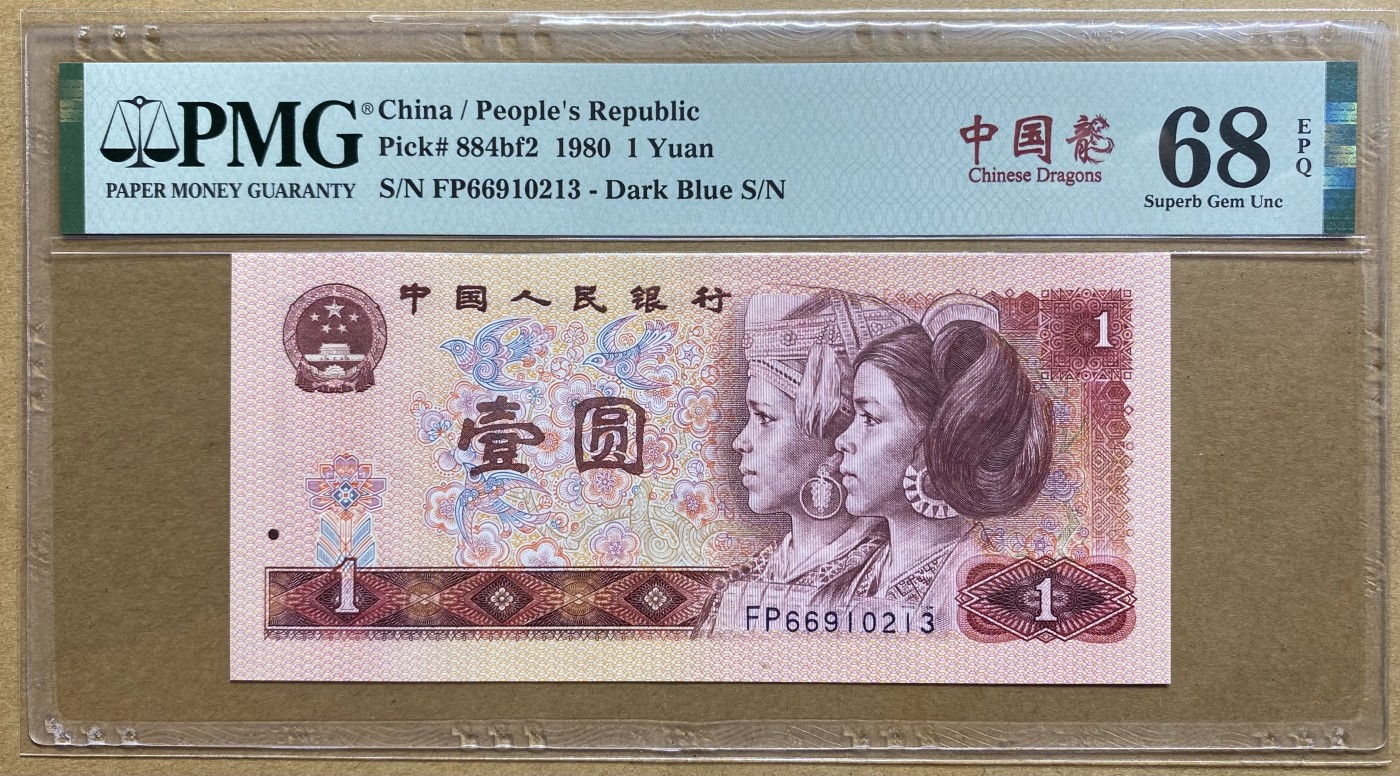 PMG®
PAPER MONEY GUARANTY
China / People's Republic
Pick# 884bf2 1980 1 Yuan
S/N FP66910213 - Dark Blue S/N
中国龍
Chinese Dragons
68
EPQ
Superb Gem Unc
中国人民银行
1
壹圆
1
FP66910213
1